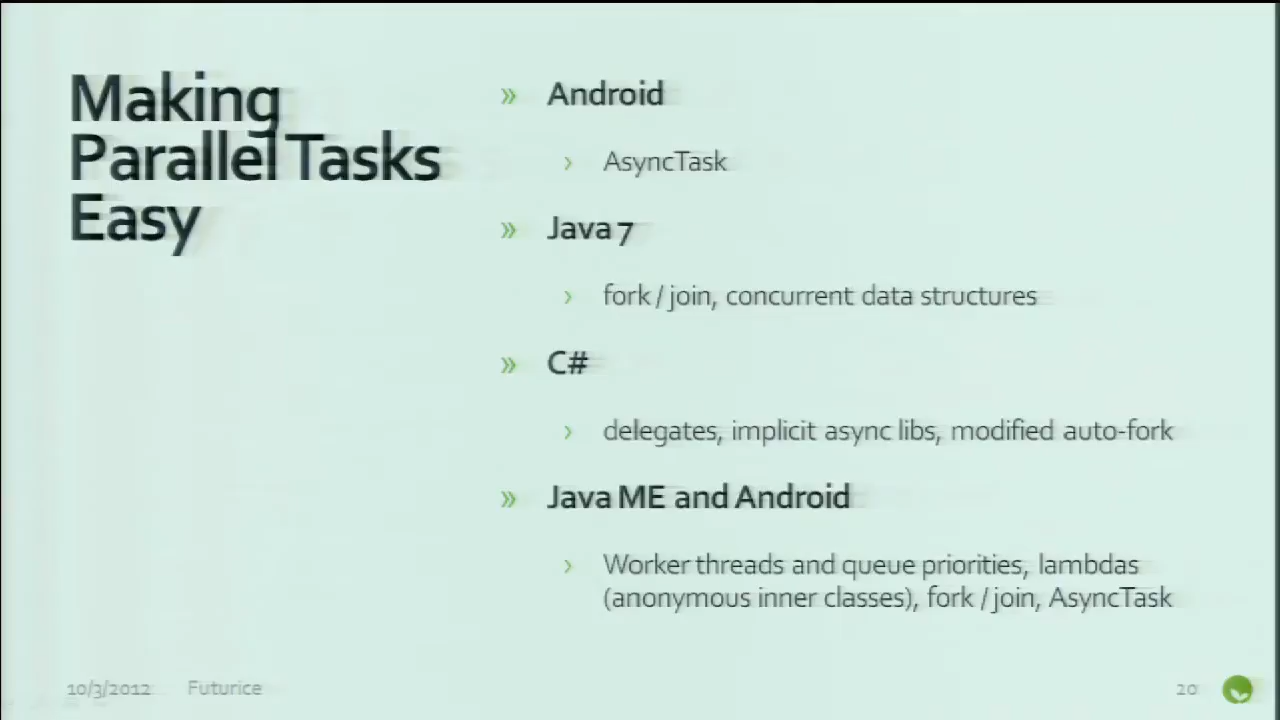 Making
Parallel Tasks
Easy
» Android
› AsyncTask
» Java 7
› fork / join, concurrent data structures
» C#
› delegates, implicit async libs, modified auto-fork
» Java ME and Android
› Worker threads and queue priorities, lambdas
(anonymous inner classes), fork / join, AsyncTask
10/3/2012 Futurice 20